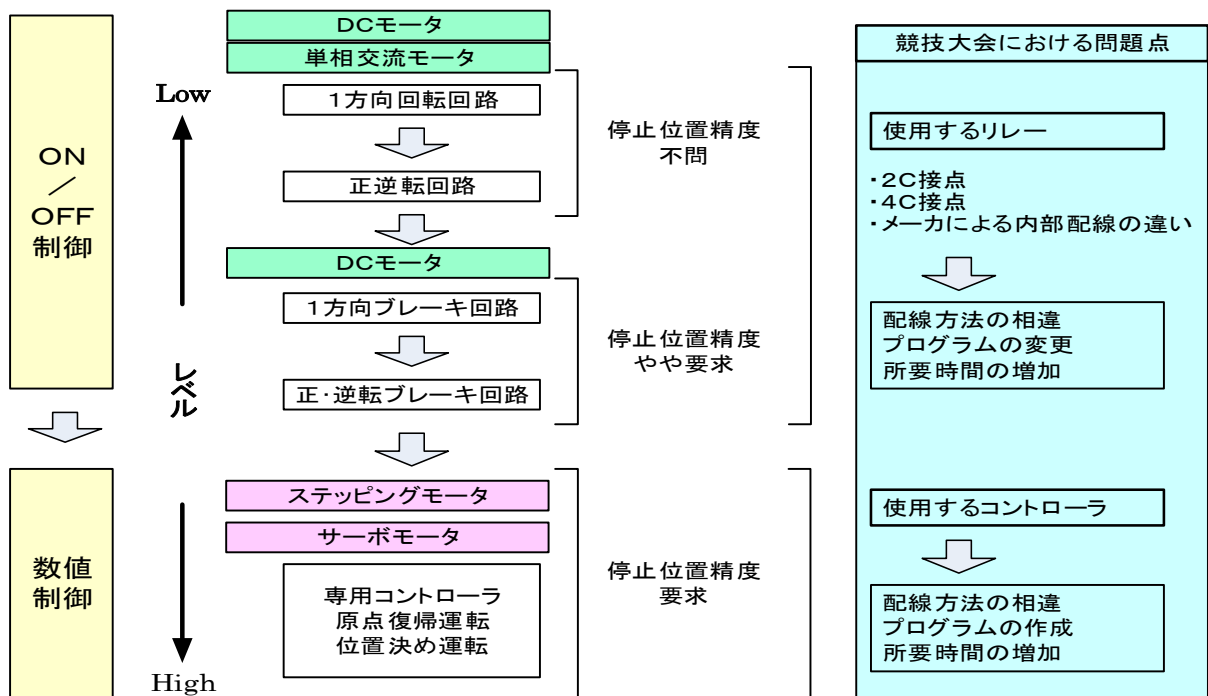 ON
／
OFF
制御
数値
制御
Low
レベル
High
DCモータ
単相交流モータ
1方向回転回路
正逆転回路
DCモータ
1方向ブレーキ回路
正･逆転ブレーキ回路
ステッピングモータ
サーボモータ
専用コントローラ
原点復帰運転
位置決め運転
停止位置精度
不問
停止位置精度
やや要求
停止位置精度
要求
競技大会における問題点
使用するリレー
･2C接点
･4C接点
･メーカによる内部配線の違い
配線方法の相違
プログラムの変更
所要時間の増加
使用するコントローラ
配線方法の相違
プログラムの作成
所要時間の増加